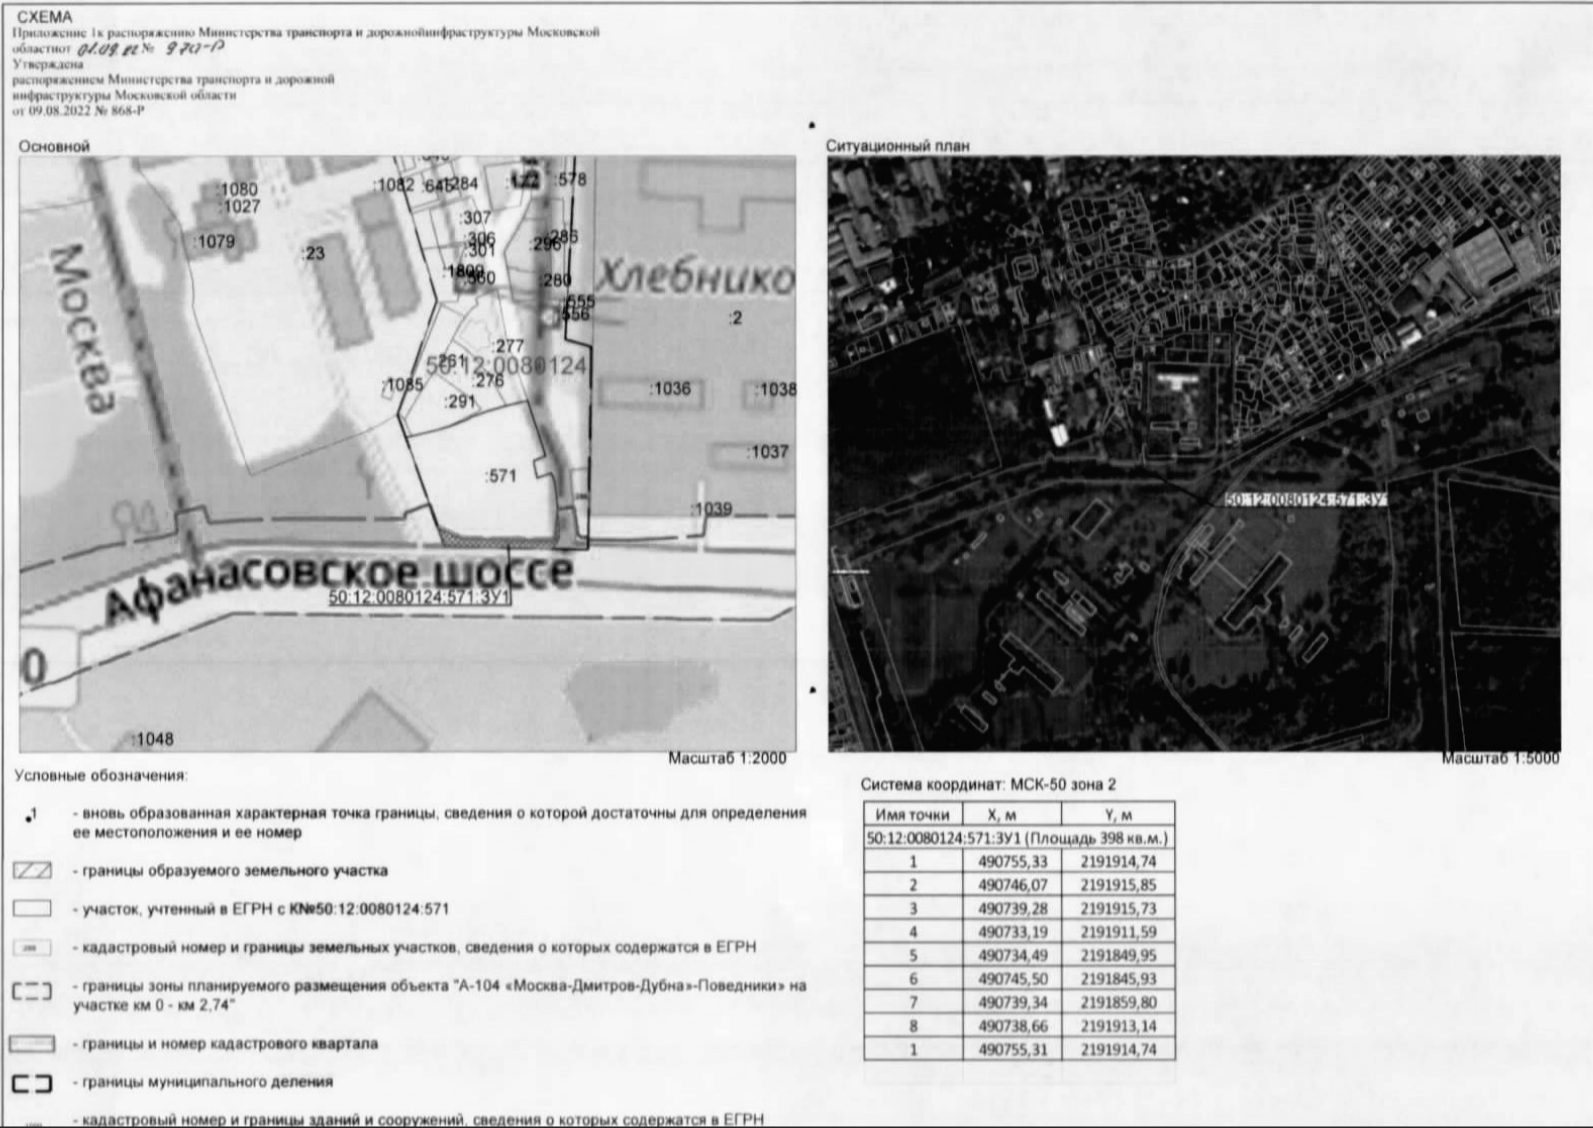 СХЕМА
Приложение 1к распоряжению Министерства транспорта и дорожнойинфраструктуры Московской
областиот 01.09.22 № 970-Р
Утверждена
распоряжением Министерства транспорта и дорожной
инфраструктуры Московской области
от 09.08.2022 № 868-Р
Основной
:1082 :1284 :578
:1080
:1027
:307
:1079
:23
:306
:301
:286
:280
Москва
Хлебнико
:555
:556
:2
:277
:261
50:12:0080124
:276
:1085
:291
:1036
:1038
:1037
:571
:1039
Афанасовское шоссе
50:12:0080124:571:ЗУ1
0
:1048
Масштаб 1:2000
Ситуационный план
50:12:0080124:571:ЗУ1
Масштаб 1:5000
Условные обозначения:
1 - вновь образованная характерная точка границы, сведения о которой достаточны для определения
ее местоположения и ее номер
- границы образуемого земельного участка
- участок, учтенный в ЕГРН с К№50:12:0080124:571
- кадастровый номер и границы земельных участков, сведения о которых содержатся в ЕГРН
- границы зоны планируемого размещения объекта "А-104 «Москва-Дмитров-Дубна»-Поведники» на
участке км 0 - км 2,74"
- границы и номер кадастрового квартала
- границы муниципального деления
- кадастровый номер и границы зданий и сооружений, сведения о которых содержатся в ЕГРН
Система координат: МСК-50 зона 2
Имя точки X, м Y, м
50:12:0080124:571:ЗУ1 (Площадь 398 кв.м.)
1 490755,33 2191914,74
2 490746,07 2191915,85
3 490739,28 2191915,73
4 490733,19 2191911,59
5 490734,49 2191849,95
6 490745,50 2191845,93
7 490739,34 2191859,80
8 490738,66 2191913,14
1 490755,31 2191914,74